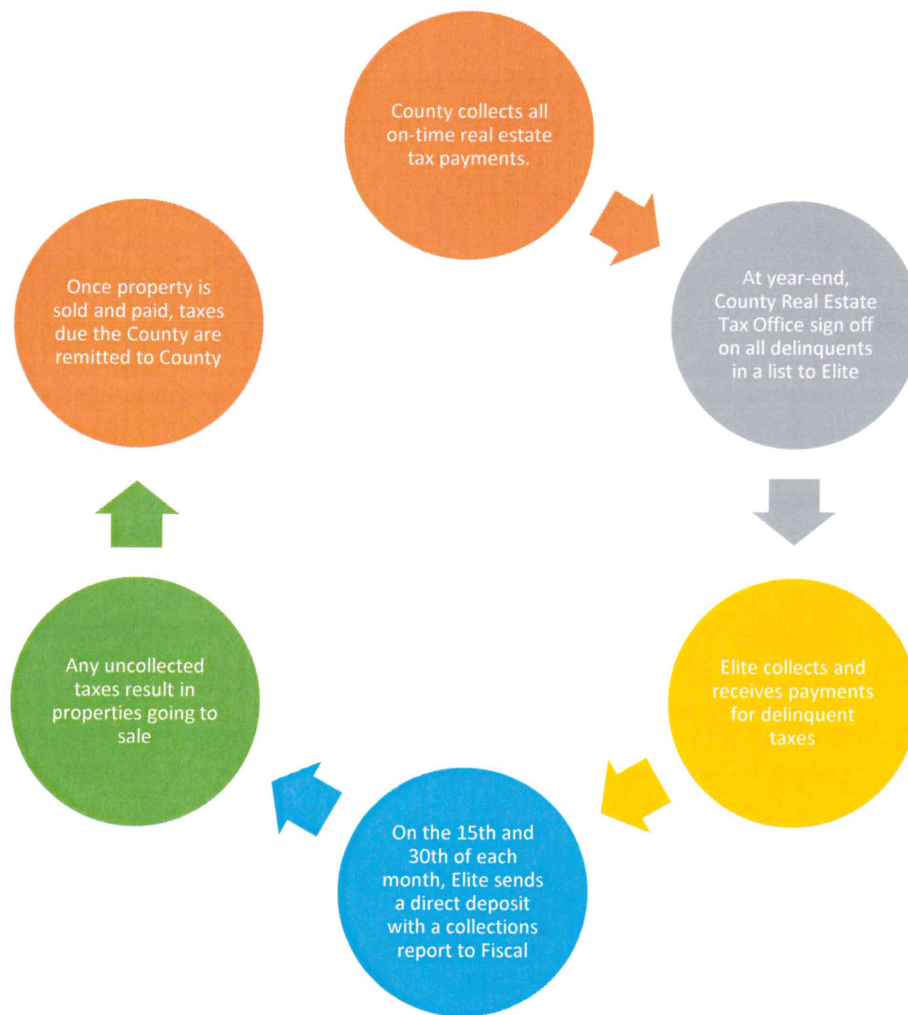 County collects all
on-time real estate
tax payments.
At year-end,
County Real Estate
Tax Office sign off
on all delinquents
in a list to Elite
Elite collects and
receives payments
for delinquent
taxes
On the 15th and
30th of each
month, Elite sends
a direct deposit
with a collections
report to Fiscal
Any uncollected
taxes result in
properties going to
sale
Once property is
sold and paid, taxes
due the County are
remitted to County